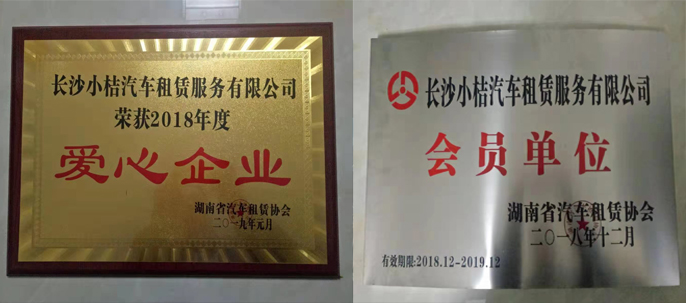 长沙小桔汽车租赁服务有限公司
荣获2018年度
爱心企业
湖南省汽车租赁协会
二〇一九年元月
长沙小桔汽车租赁服务有限公司
会员单位
湖南省汽车租赁协会
二〇一八年十二月
有效期限:2018.12-2019.12